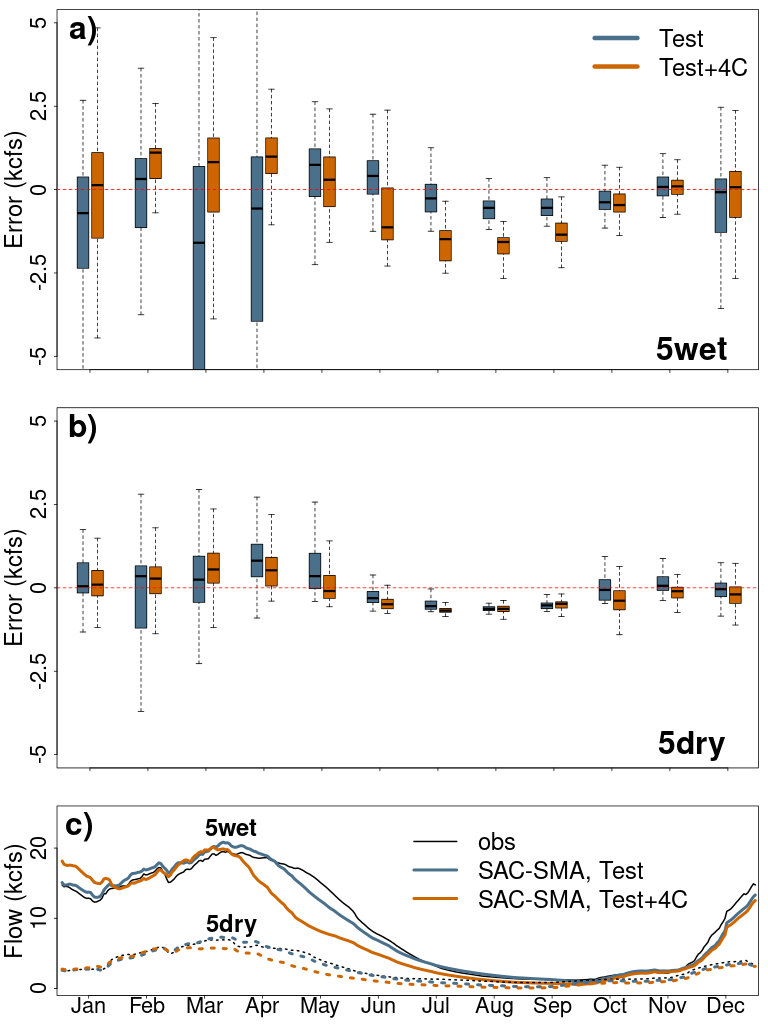 a)
Test
Test+4C
Error (kcfs)
5
2.5
0
-2.5
-5
5wet
b)
Error (kcfs)
5
2.5
0
-2.5
-5
5dry
c)
5wet
obs
SAC-SMA, Test
SAC-SMA, Test+4C
5dry
Flow (kcfs)
20
10
0
Jan Feb Mar Apr May Jun Jul Aug Sep Oct Nov Dec